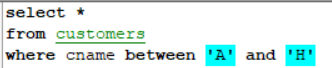 select *
from customers
where cname between 'A' and 'H'